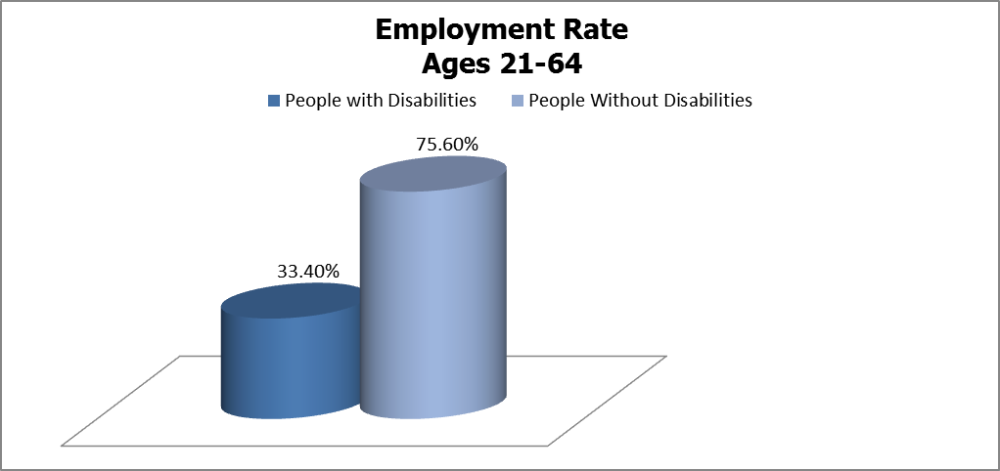 Employment Rate
Ages 21-64
People with Disabilities People Without Disabilities
75.60%
33.40%